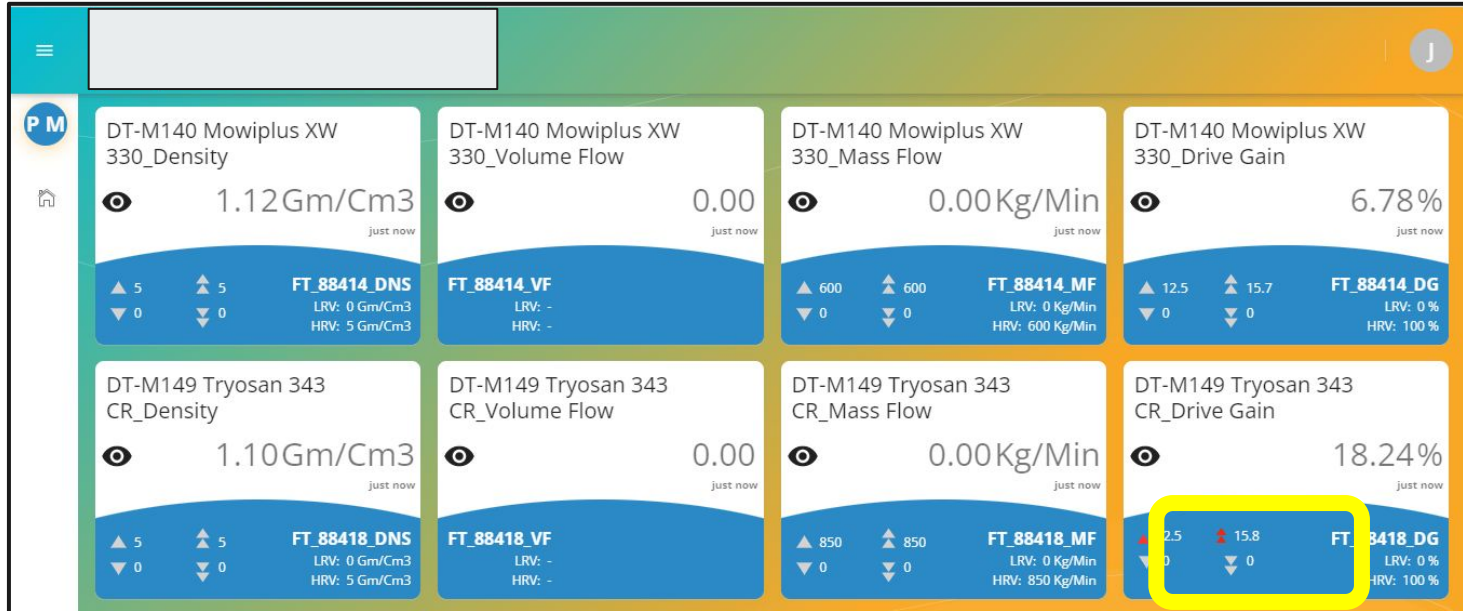 J
P M
DT-M140 Mowiplus XW
330_Density
1.12Gm/Cm3
just now
5
5
FT_88414_DNS
0
0
LRV: 0 Gm/Cm3
HRV: 5 Gm/Cm3
DT-M140 Mowiplus XW
330_Volume Flow
0.00
just now
FT_88414_VF
LRV: -
HRV: -
DT-M140 Mowiplus XW
330_Mass Flow
0.00Kg/Min
just now
600
600
FT_88414_MF
0
0
LRV: 0 Kg/Min
HRV: 600 Kg/Min
DT-M140 Mowiplus XW
330_Drive Gain
6.78%
just now
12.5
15.7
FT_88414_DG
0
0
LRV: 0 %
HRV: 100 %
DT-M149 Tryosan 343
CR_Density
1.10Gm/Cm3
just now
5
5
FT_88418_DNS
0
0
LRV: 0 Gm/Cm3
HRV: 5 Gm/Cm3
DT-M149 Tryosan 343
CR_Volume Flow
0.00
just now
FT_88418_VF
LRV: -
HRV: -
DT-M149 Tryosan 343
CR_Mass Flow
0.00Kg/Min
just now
850
850
FT_88418_MF
0
0
LRV: 0 Kg/Min
HRV: 850 Kg/Min
DT-M149 Tryosan 343
CR_Drive Gain
18.24%
just now
15.8
0
LRV: 0 %
HRV: 100 %